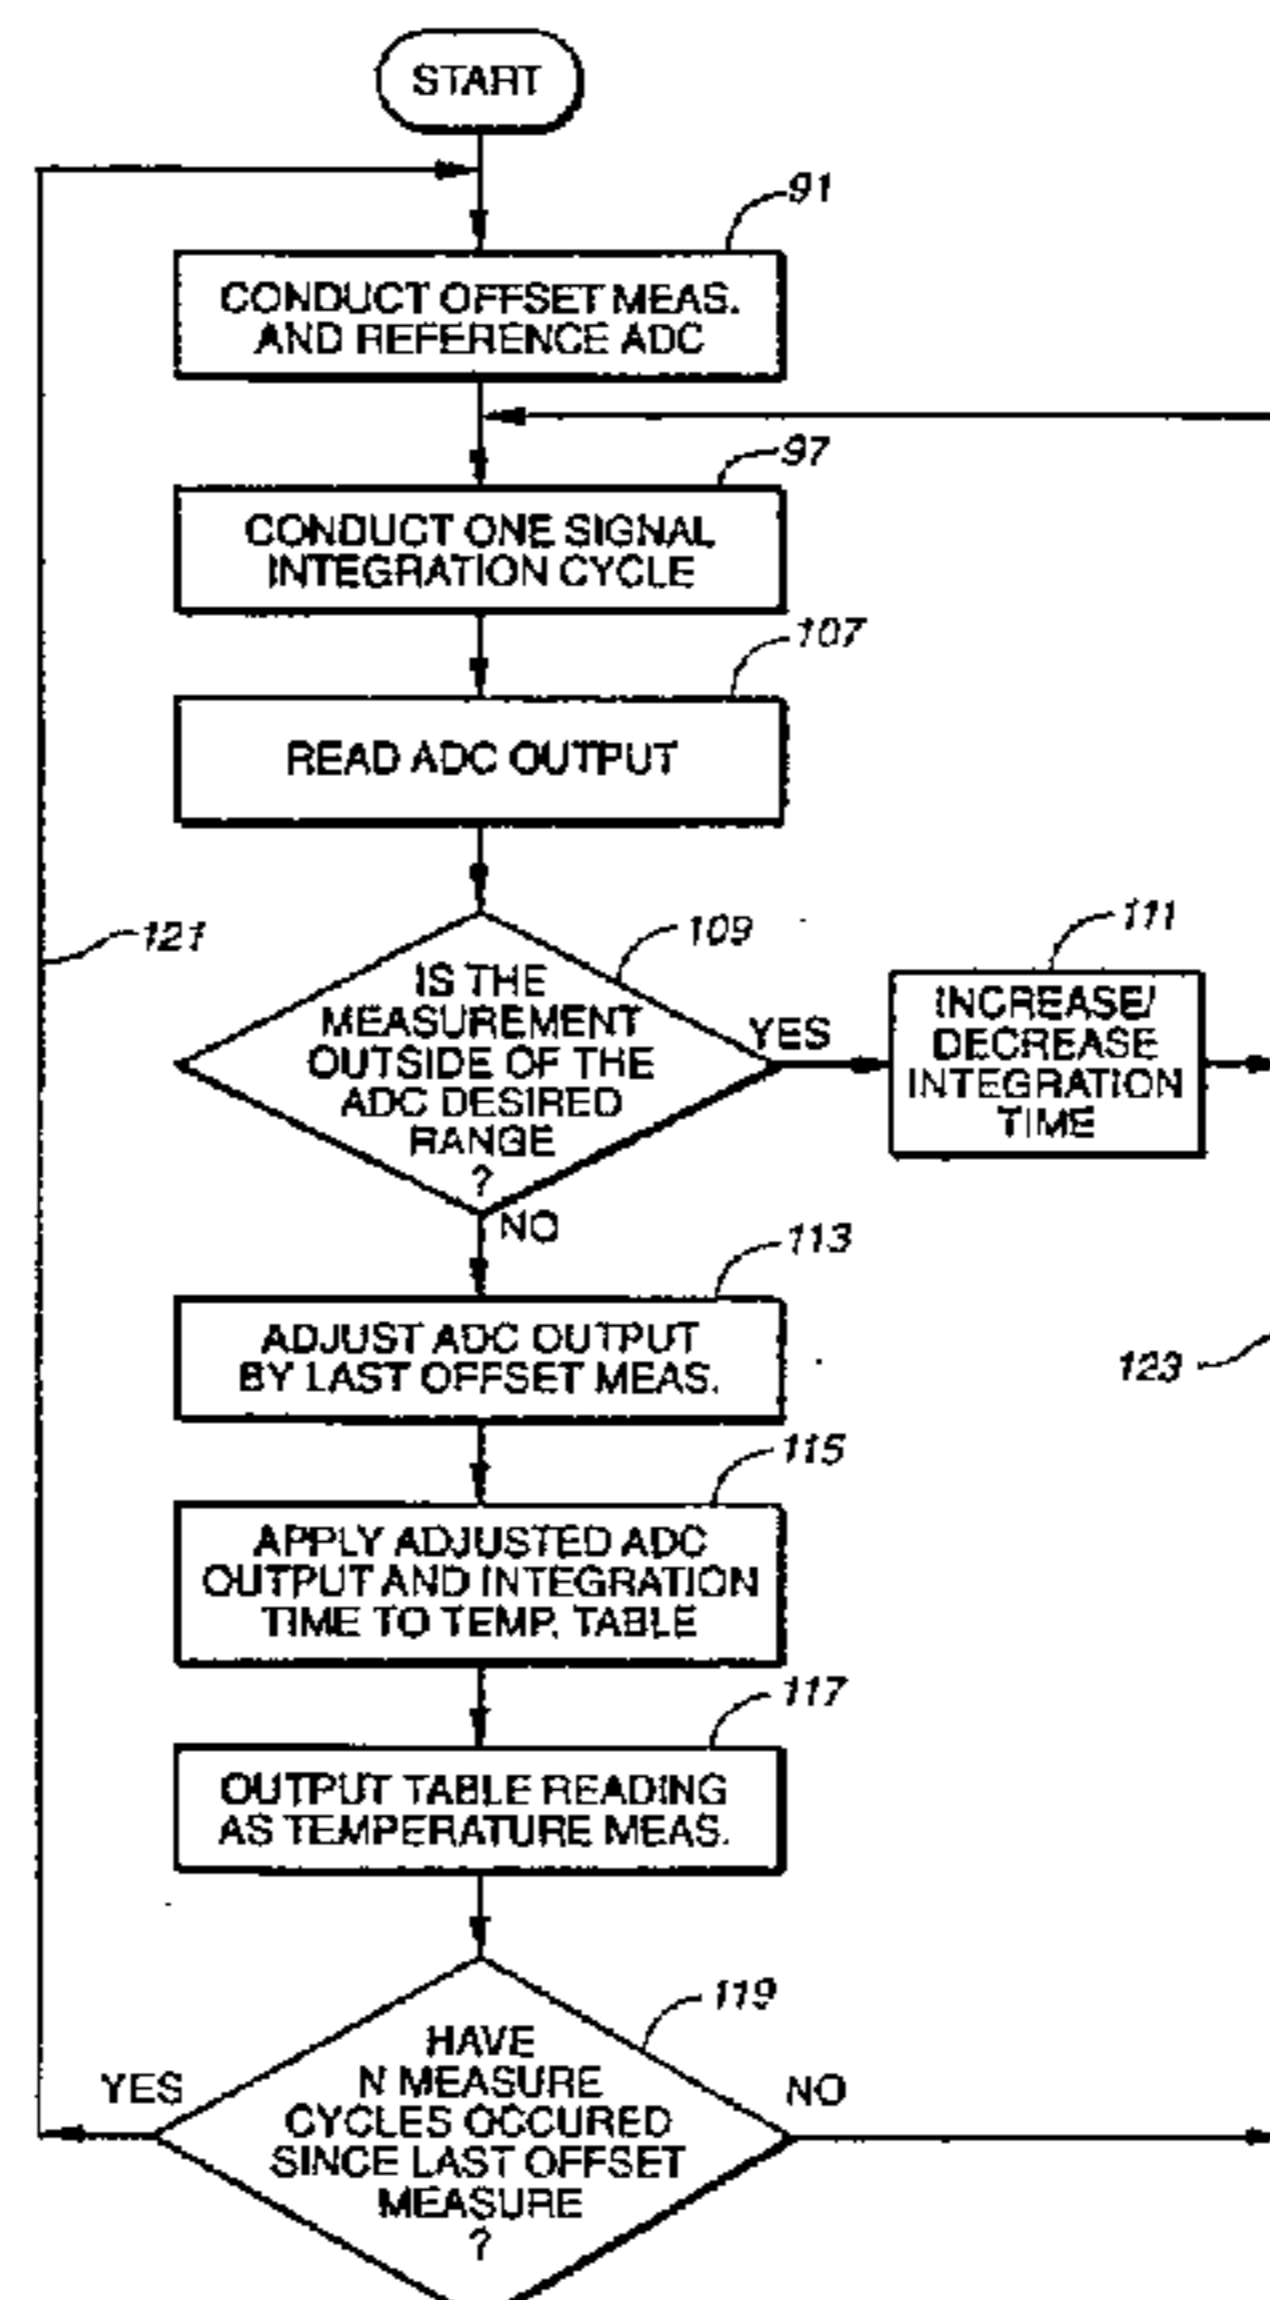 START
91
CONDUCT OFFSET MEAS.
AND REFERENCE ADC
97
CONDUCT ONE SIGNAL
INTEGRATION CYCLE
107
READ ADC OUTPUT
121
109
IS THE
MEASUREMENT
OUTSIDE OF THE
ADC DESIRED
RANGE
?
YES
111
INCREASE/
DECREASE
INTEGRATION
TIME
NO
113
ADJUST ADC OUTPUT
BY LAST OFFSET MEAS.
123
115
APPLY ADJUSTED ADC
OUTPUT AND INTEGRATION
TIME TO TEMP. TABLE
117
OUTPUT TABLE READING
AS TEMPERATURE MEAS.
119
HAVE
N MEASURE
CYCLES OCCURED
SINCE LAST OFFSET
MEASURE
?
YES
NO